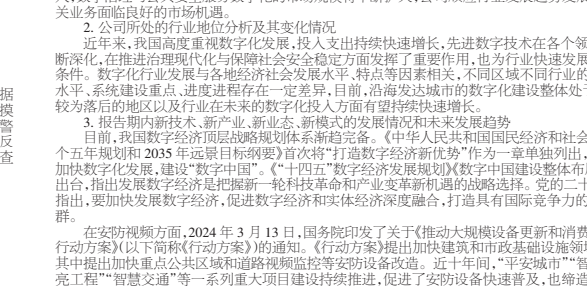 关业务面临良好的市场机遇。
2. 公司所处的行业地位分析及其变化情况
近年来,我国高度重视数字化发展,投入支出持续快速增长,先进数字技术在各个领
断深化,在推进治理现代化与保障社会安全稳定方面发挥了重要作用,也为行业快速发展
条件。数字化行业发展与各地经济社会发展水平、特点等因素相关,不同区域不同行业的
水平、系统建设重点、进度进程存在一定差异,目前,沿海发达城市的数字化建设整体处于
较为落后的地区以及行业在未来的数字化投入方面有望持续快速增长。
3. 报告期内新技术、新产业、新业态、新模式的发展情况和未来发展趋势
目前,我国数字经济顶层战略规划体系渐趋完备。《中华人民共和国国民经济和社会
个五年规划和 2035 年远景目标纲要》首次将“打造数字经济新优势”作为一章单独列出,
加快数字化发展,建设“数字中国”。《“十四五”数字经济发展规划》《数字中国建设整体布局
出台,指出发展数字经济是把握新一轮科技革命和产业变革新机遇的战略选择。党的二十
指出,要加快发展数字经济,促进数字经济和实体经济深度融合,打造具有国际竞争力的
群。
在安防视频方面,2024 年 3 月 13 日,国务院印发了关于《推动大规模设备更新和消费
行动方案》(以下简称《行动方案》)的通知。《行动方案》提出加快建筑和市政基础设施领域
其中提出加快重点公共区域和道路视频监控等安防设备改造。近十年间,“平安城市”“智
亮工程”“智慧交通”等一系列重大项目建设持续推进,促进了安防设备快速普及,也缔造
据
摸
警
反
查